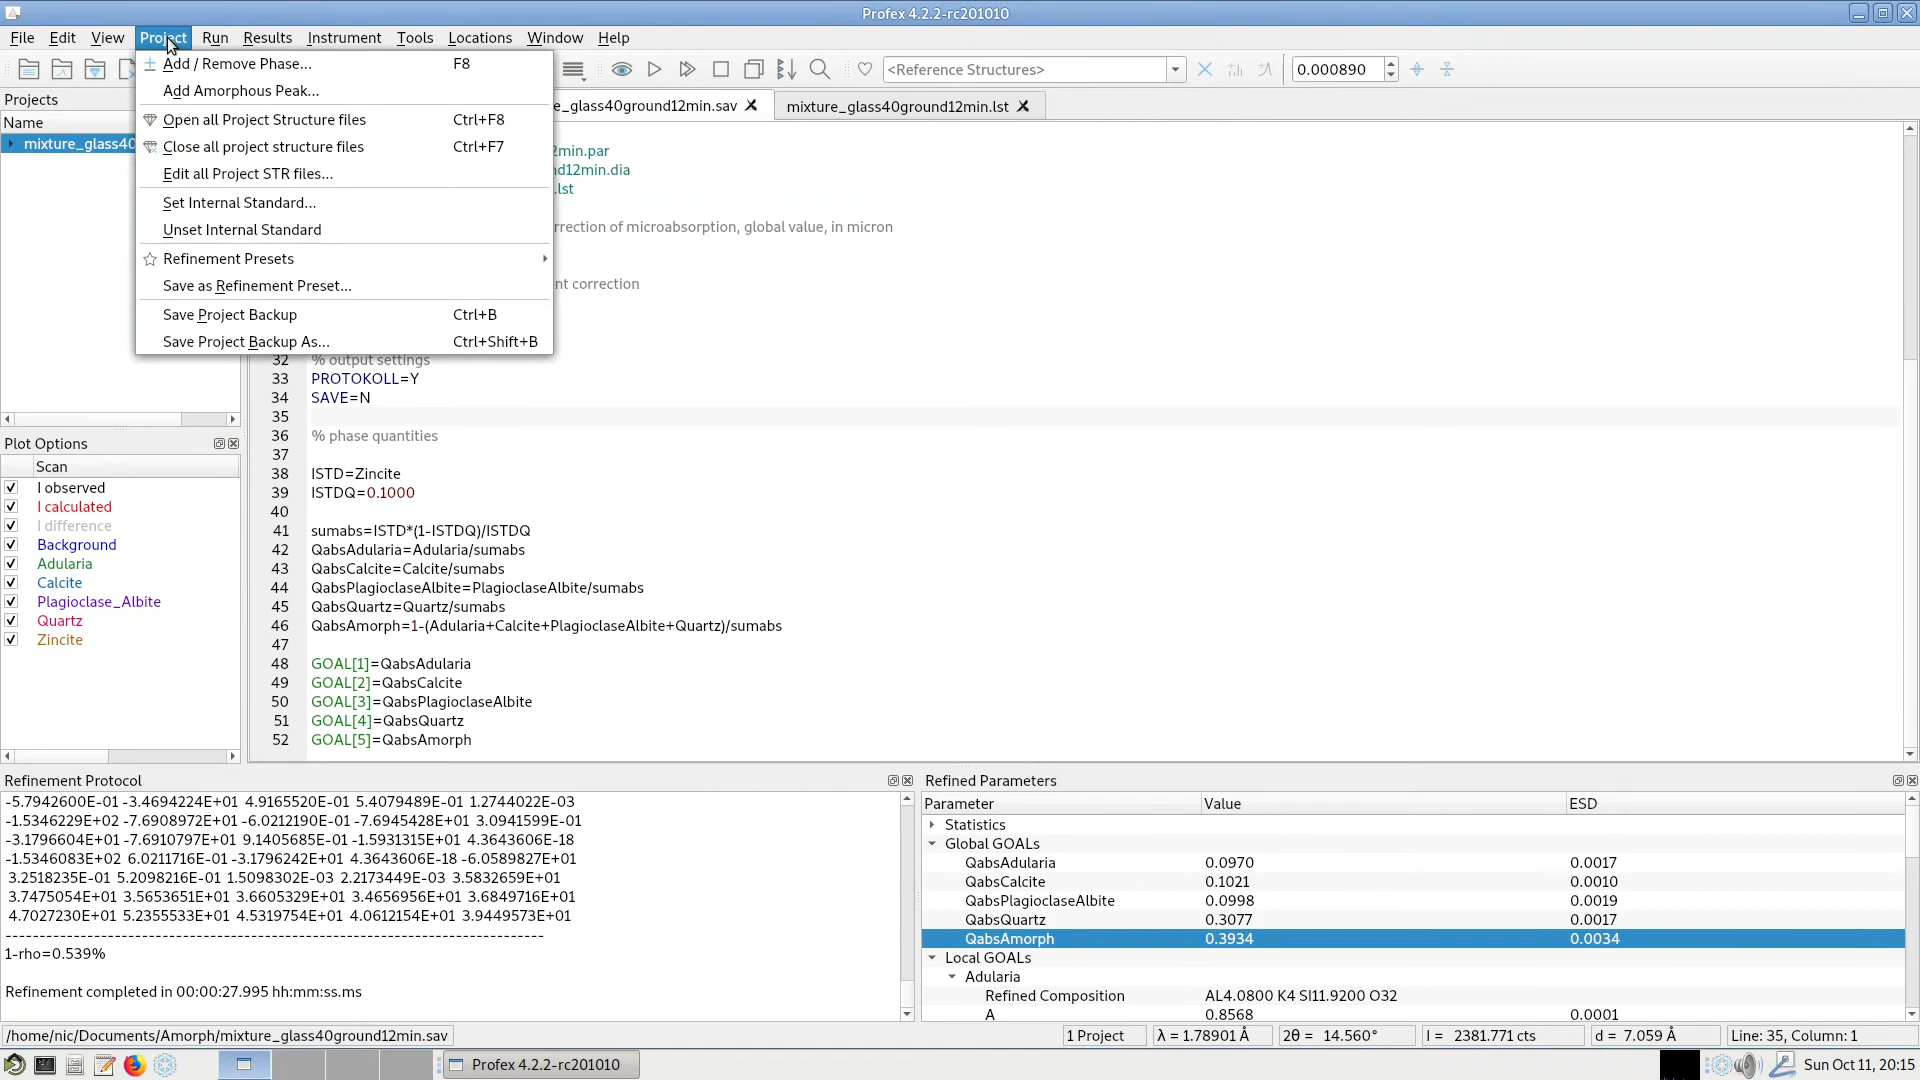 Profex 4.2.2-rc201010
File Edit View Project Run Results Instrument Tools Locations Window Help
<Reference Structures> 0.000890
Add / Remove Phase... F8
Add Amorphous Peak...
Open all Project Structure files Ctrl+F8
Close all project structure files Ctrl+F7
Edit all Project STR files...
Set Internal Standard...
Unset Internal Standard
Refinement Presets
Save as Refinement Preset...
Save Project Backup Ctrl+B
Save Project Backup As... Ctrl+Shift+B
Projects
Name
mixture_glass40
e_glass40ground12min.sav mixture_glass40ground12min.lst
2min.par
nd12min.dia
.lst
rrection of microabsorption, global value, in micron
nt correction
32 % output settings
33 PROTOKOLL=Y
34 SAVE=N
35
36 % phase quantities
37
38 ISTD=Zincite
39 ISTDQ=0.1000
40
41 sumabs=ISTD*(1-ISTDQ)/ISTDQ
42 QabsAdularia=Adularia/sumabs
43 QabsCalcite=Calcite/sumabs
44 QabsPlagioclaseAlbite=PlagioclaseAlbite/sumabs
45 QabsQuartz=Quartz/sumabs
46 QabsAmorph=1-(Adularia+Calcite+PlagioclaseAlbite+Quartz)/sumabs
47
48 GOAL[1]=QabsAdularia
49 GOAL[2]=QabsCalcite
50 GOAL[3]=QabsPlagioclaseAlbite
51 GOAL[4]=QabsQuartz
52 GOAL[5]=QabsAmorph
Plot Options
Scan
I observed
I calculated
I difference
Background
Adularia
Calcite
Plagioclase_Albite
Quartz
Zincite
Refinement Protocol
-5.7942600E-01 -3.4694224E+01 4.9165520E-01 5.4079489E-01 1.2744022E-03
-1.5346229E+02 -7.6908972E+01 -6.0212190E-01 -7.6945428E+01 3.0941599E-01
-3.1796604E+01 -7.6910797E+01 9.1405685E-01 -1.5931315E+01 4.3643606E-18
-1.5346083E+02 6.0211716E-01 -3.1796242E+01 4.3643606E-18 -6.0589827E+01
3.2518235E-01 5.2098216E-01 1.5098302E-03 2.2173449E-03 3.5832659E+01
3.7475054E+01 3.5653651E+01 3.6605329E+01 3.4656956E+01 3.6849716E+01
4.7027230E+01 5.2355533E+01 4.5319754E+01 4.0612154E+01 3.9449573E+01
--------------------------------------------------------------------------------
1-rho=0.539%
Refinement completed in 00:00:27.995 hh:mm:ss.ms
Refined Parameters
Parameter Value ESD
Statistics
Global GOALs
QabsAdularia 0.0970 0.0017
QabsCalcite 0.1021 0.0010
QabsPlagioclaseAlbite 0.0998 0.0019
QabsQuartz 0.3077 0.0017
QabsAmorph 0.3934 0.0034
Local GOALs
Adularia
Refined Composition AL4.0800 K4 SI11.9200 O32
A 0.8568 0.0001
/home/nic/Documents/Amorph/mixture_glass40ground12min.sav 1 Project λ = 1.78901 Å 2θ = 14.560° I = 2381.771 cts d = 7.059 Å Line: 35, Column: 1
Profex 4.2.2-rc201010 Sun Oct 11, 20:15